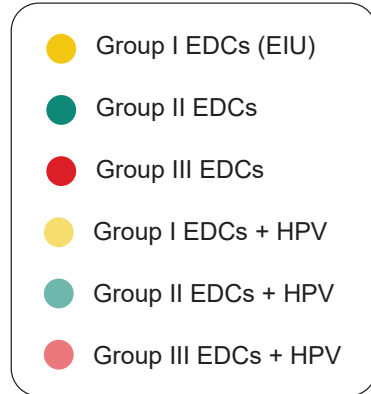 Group I EDCs (EIU)
Group II EDCs
Group III EDCs
Group I EDCs + HPV
Group II EDCs + HPV
Group III EDCs + HPV